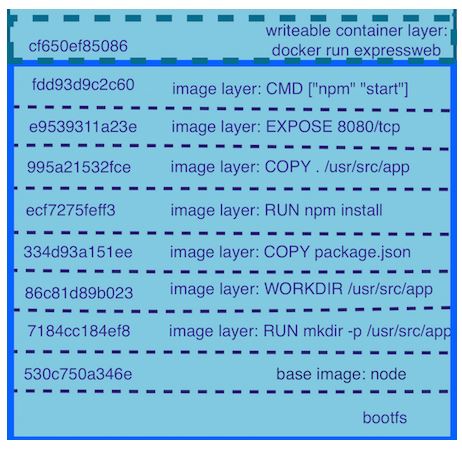 writeable container layer:
cf650ef85086 docker run expressweb
fdd93d9c2c60 image layer: CMD ["npm" "start"]
e9539311a23e image layer: EXPOSE 8080/tcp
995a21532fce image layer: COPY . /usr/src/app
ecf7275feff3 image layer: RUN npm install
334d93a151ee image layer: COPY package.json
86c81d89b023 image layer: WORKDIR /usr/src/app
7184cc184ef8 image layer: RUN mkdir -p /usr/src/app
530c750a346e base image: node
bootfs